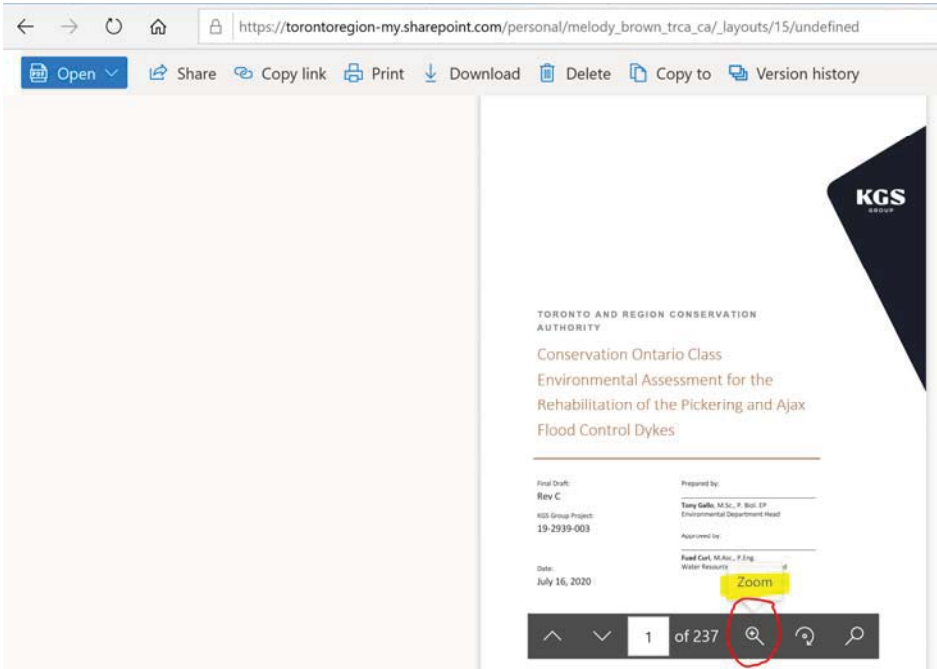 https://torontoregion-my.sharepoint.com/personal/melody_brown_trca_ca/_layouts/15/undefined
Open Share Copy link Print Download Delete Copy to Version history
KGS
GROUP
TORONTO AND REGION CONSERVATION
AUTHORITY
Conservation Ontario Class
Environmental Assessment for the
Rehabilitation of the Pickering and Ajax
Flood Control Dykes
Final Draft:
Rev C
KGS Group Project:
19-2939-003
Date:
July 16, 2020
Prepared by:
Tony Gallo, M.Sc., P. Biol. EP
Environmental Department Head
Approved by:
Fuad Curi, M.Asc., P.Eng.
Water
Zoom
1 of 237